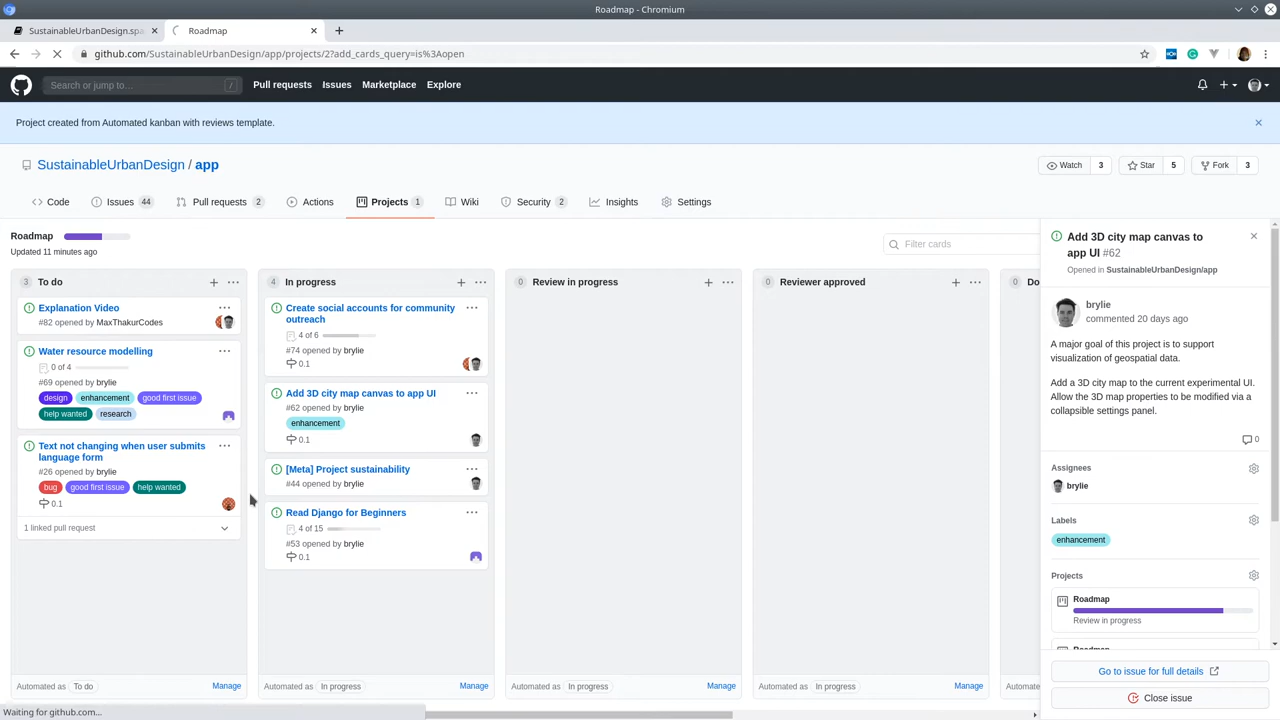 Roadmap - Chromium
SustainableUrbanDesign.spa
Roadmap
github.com/SustainableUrbanDesign/app/projects/2?add_cards_query=is%3Aopen
Search or jump to...
/
Pull requests
Issues
Marketplace
Explore
Project created from Automated kanban with reviews template.
SustainableUrbanDesign / app
Watch 3
Star 5
Fork 3
Code
Issues 44
Pull requests 2
Actions
Projects 1
Wiki
Security 2
Insights
Settings
Roadmap
Updated 11 minutes ago
Filter cards
3 To do
Explanation Video
#82 opened by MaxThakurCodes
Water resource modelling
0 of 4
#69 opened by brylie
design enhancement good first issue
help wanted research
Text not changing when user submits
language form
#26 opened by brylie
bug good first issue help wanted
0.1
1 linked pull request
Automated as To do Manage
4 In progress
Create social accounts for community
outreach
4 of 6
#74 opened by brylie
0.1
Add 3D city map canvas to app UI
#62 opened by brylie
enhancement
0.1
[Meta] Project sustainability
#44 opened by brylie
Read Django for Beginners
4 of 15
#53 opened by brylie
0.1
Automated as In progress Manage
0 Review in progress
Automated as In progress Manage
0 Reviewer approved
Automated as In progress Manage
0 Do
Automate
Add 3D city map canvas to
app UI #62
Opened in SustainableUrbanDesign/app
brylie
commented 20 days ago
A major goal of this project is to support
visualization of geospatial data.
Add a 3D city map to the current experimental UI.
Allow the 3D map properties to be modified via a
collapsible settings panel.
0
Assignees
brylie
Labels
enhancement
Projects
Roadmap
Review in progress
Roadmap
Go to issue for full details
Close issue
Waiting for github.com...